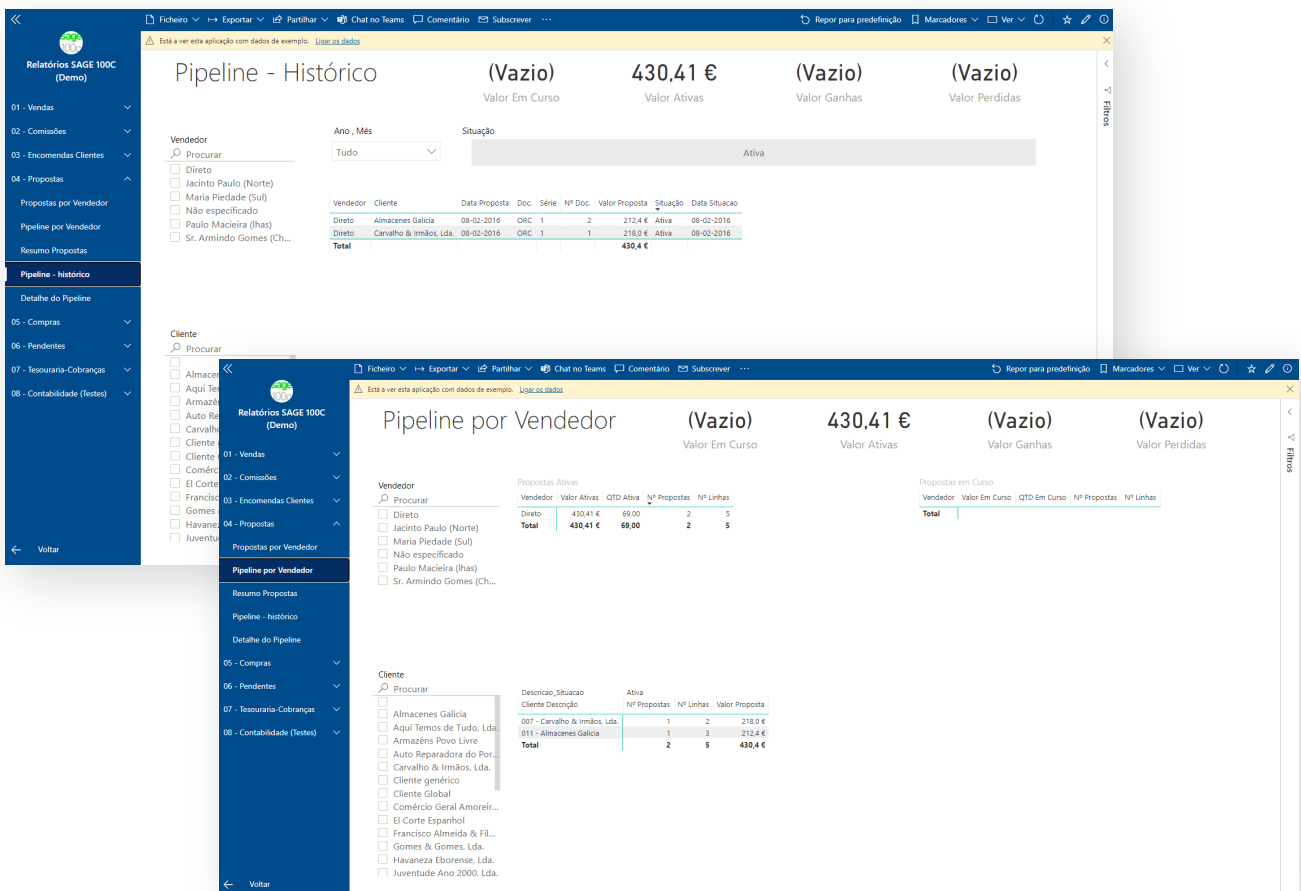 Ficheiro Exportar Partilhar Chat no Teams Comentário Subscrever ... Repor para predefinição Marcadores Ver
Está a ver esta aplicação com dados de exemplo. Ligar os dados
sage
100c
Relatórios SAGE 100C
(Demo)
01 - Vendas
02 - Comissões
03 - Encomendas Clientes
04 - Propostas
Propostas por Vendedor
Pipeline por Vendedor
Resumo Propostas
Pipeline - histórico
Detalhe do Pipeline
05 - Compras
06 - Pendentes
07 - Tesouraria-Cobranças
08 - Contabilidade (Testes)
Voltar
Pipeline - Histórico
(Vazio) 430,41 € (Vazio) (Vazio)
Valor Em Curso Valor Ativas Valor Ganhas Valor Perdidas
Filtros
Vendedor
Procurar
Direto
Jacinto Paulo (Norte)
Maria Piedade (Sul)
Não específicado
Paulo Macieira (lhas)
Sr. Armindo Gomes (Ch...
Ano , Mês
Tudo
Situação
Ativa
Vendedor Cliente Data Proposta Doc. Série Nº Doc. Valor Proposta Situação Data Situacao
Direto Almacenes Galicia 08-02-2016 ORC 1 2 212,4 € Ativa 08-02-2016
Direto Carvalho & Irmãos, Lda. 08-02-2016 ORC 1 1 218,0 € Ativa 08-02-2016
Total 430,4 €
Cliente
Procurar
Ficheiro Exportar Partilhar Chat no Teams Comentário Subscrever ... Repor para predefinição Marcadores Ver
Está a ver esta aplicação com dados de exemplo. Ligar os dados
sage
100c
Relatórios SAGE 100C
(Demo)
01 - Vendas
02 - Comissões
03 - Encomendas Clientes
04 - Propostas
Propostas por Vendedor
Pipeline por Vendedor
Resumo Propostas
Pipeline - histórico
Detalhe do Pipeline
05 - Compras
06 - Pendentes
07 - Tesouraria-Cobranças
08 - Contabilidade (Testes)
Voltar
Pipeline por Vendedor
(Vazio) 430,41 € (Vazio) (Vazio)
Valor Em Curso Valor Ativas Valor Ganhas Valor Perdidas
Filtros
Vendedor
Procurar
Direto
Jacinto Paulo (Norte)
Maria Piedade (Sul)
Não específicado
Paulo Macieira (lhas)
Sr. Armindo Gomes (Ch...
Propostas Ativas
Vendedor Valor Ativas QTD Ativa Nº Propostas Nº Linhas
Direto 430,41 € 69,00 2 5
Total 430,41 € 69,00 2 5
Propostas em Curso
Vendedor Valor Em Curso QTD Em Curso Nº Propostas Nº Linhas
Total
Cliente
Procurar
Almacenes Galicia
Aqui Temos de Tudo, Lda.
Armazéns Povo Livre
Auto Reparadora do Por...
Carvalho & Irmãos, Lda.
Cliente genérico
Cliente Global
Comércio Geral Amoreir...
El Corte Espanhol
Francisco Almeida & Fil...
Gomes & Gomes, Lda.
Havaneza Eborense, Lda.
Juventude Ano 2000, Lda.
Descricao_Situacao Ativa
Cliente Descrição Nº Propostas Nº Linhas Valor Proposta
007 - Carvalho & Irmãos, Lda. 1 2 218,0 €
011 - Almacenes Galicia 1 3 212,4 €
Total 2 5 430,4 €